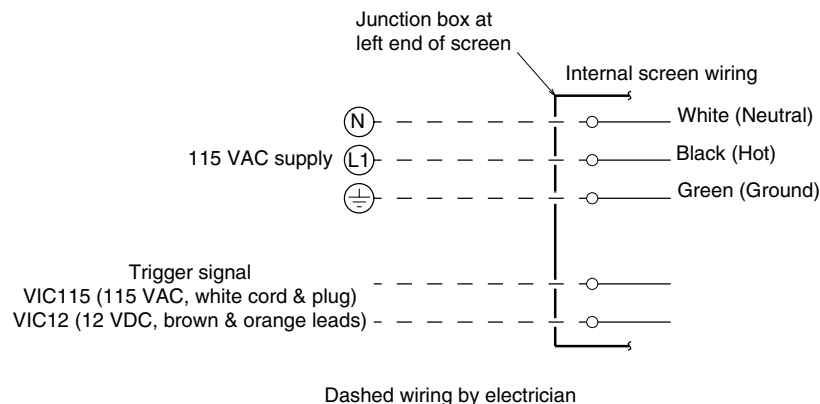 Junction box at
left end of screen
Internal screen wiring
N
White (Neutral)
115 VAC supply
L1
Black (Hot)
Green (Ground)
Trigger signal
VIC115 (115 VAC, white cord & plug)
VIC12 (12 VDC, brown & orange leads)
Dashed wiring by electrician